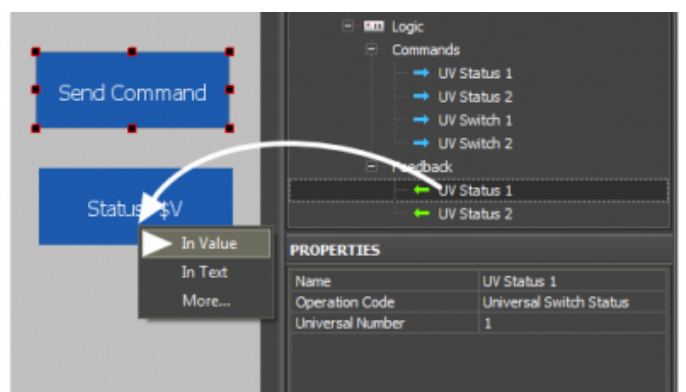 Send Command
Status $V
In Value
In Text
More...
Logic
Commands
UV Status 1
UV Status 2
UV Switch 1
UV Switch 2
Feedback
UV Status 1
UV Status 2
PROPERTIES
Name UV Status 1
Operation Code Universal Switch Status
Universal Number 1